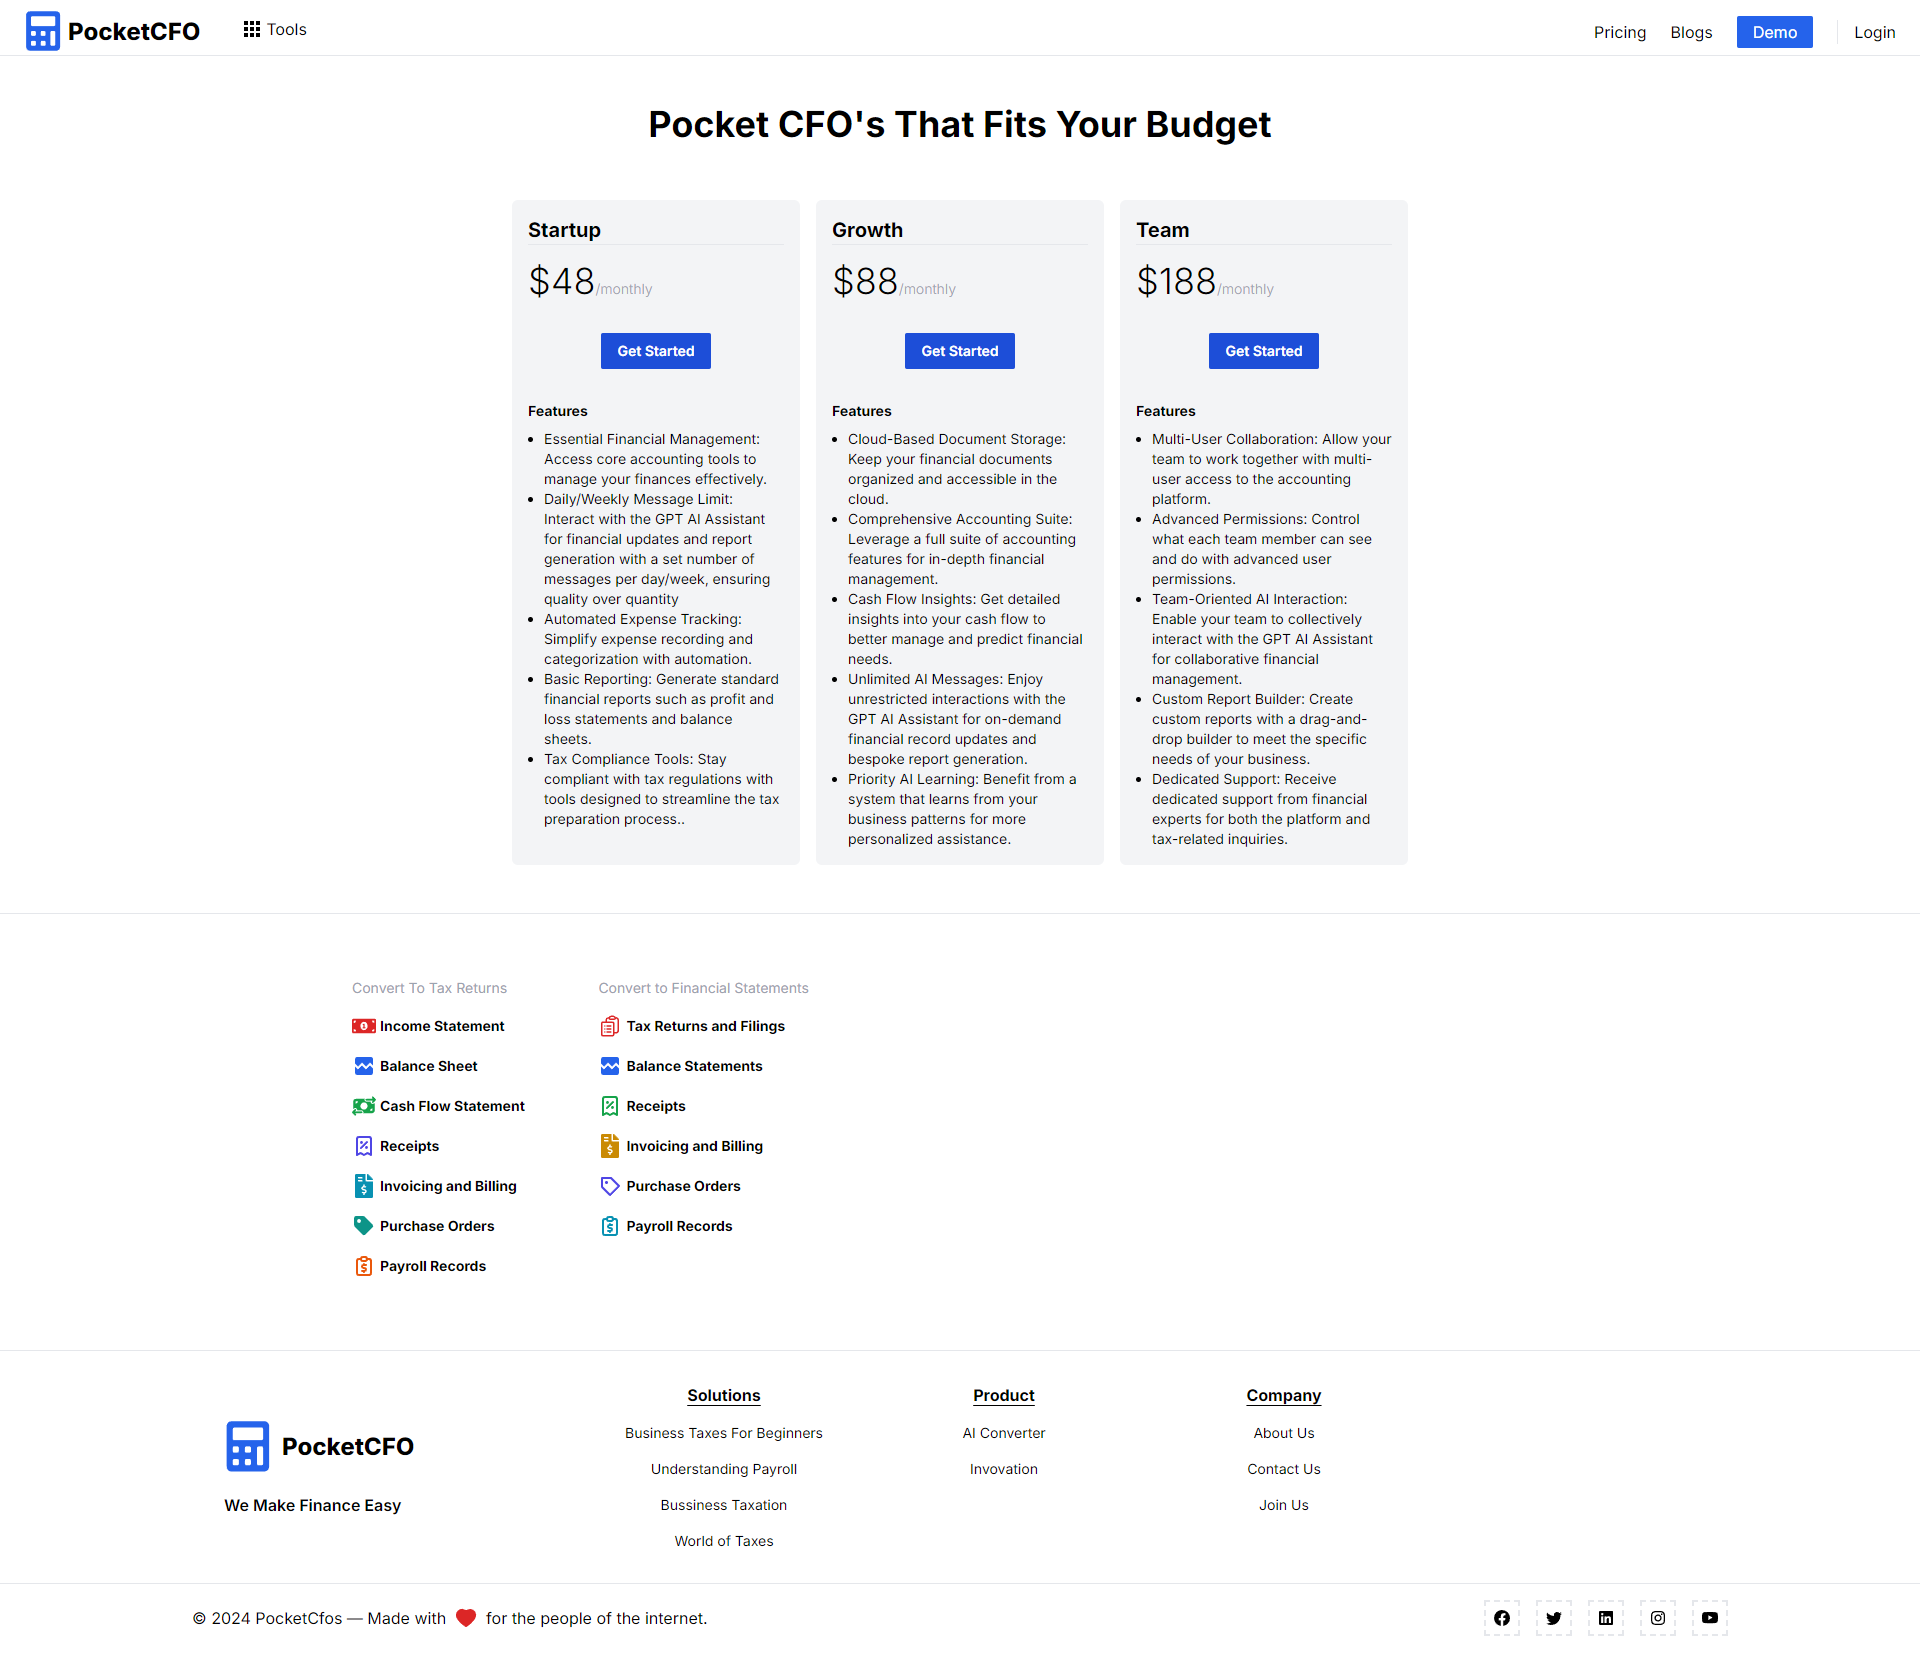 PocketCFO
Tools
Pricing
Blogs
Demo
Login
Pocket CFO's That Fits Your Budget
Startup
$48/monthly
Get Started
Features
Essential Financial Management:
Access core accounting tools to
manage your finances effectively.
Daily/Weekly Message Limit:
Interact with the GPT AI Assistant
for financial updates and report
generation with a set number of
messages per day/week, ensuring
quality over quantity
Automated Expense Tracking:
Simplify expense recording and
categorization with automation.
Basic Reporting: Generate standard
financial reports such as profit and
loss statements and balance
sheets.
Tax Compliance Tools: Stay
compliant with tax regulations with
tools designed to streamline the tax
preparation process..
Growth
$88/monthly
Get Started
Features
Cloud-Based Document Storage:
Keep your financial documents
organized and accessible in the
cloud.
Comprehensive Accounting Suite:
Leverage a full suite of accounting
features for in-depth financial
management.
Cash Flow Insights: Get detailed
insights into your cash flow to
better manage and predict financial
needs.
Unlimited AI Messages: Enjoy
unrestricted interactions with the
GPT AI Assistant for on-demand
financial record updates and
bespoke report generation.
Priority AI Learning: Benefit from a
system that learns from your
business patterns for more
personalized assistance.
Team
$188/monthly
Get Started
Features
Multi-User Collaboration: Allow your
team to work together with multi-
user access to the accounting
platform.
Advanced Permissions: Control
what each team member can see
and do with advanced user
permissions.
Team-Oriented AI Interaction:
Enable your team to collectively
interact with the GPT AI Assistant
for collaborative financial
management.
Custom Report Builder: Create
custom reports with a drag-and-
drop builder to meet the specific
needs of your business.
Dedicated Support: Receive
dedicated support from financial
experts for both the platform and
tax-related inquiries.
Convert To Tax Returns
Income Statement
Balance Sheet
Cash Flow Statement
Receipts
Invoicing and Billing
Purchase Orders
Payroll Records
Convert to Financial Statements
Tax Returns and Filings
Balance Statements
Receipts
Invoicing and Billing
Purchase Orders
Payroll Records
PocketCFO
We Make Finance Easy
Solutions
Business Taxes For Beginners
Understanding Payroll
Bussiness Taxation
World of Taxes
Product
AI Converter
Invovation
Company
About Us
Contact Us
Join Us
© 2024 PocketCfos — Made with ❤ for the people of the internet.